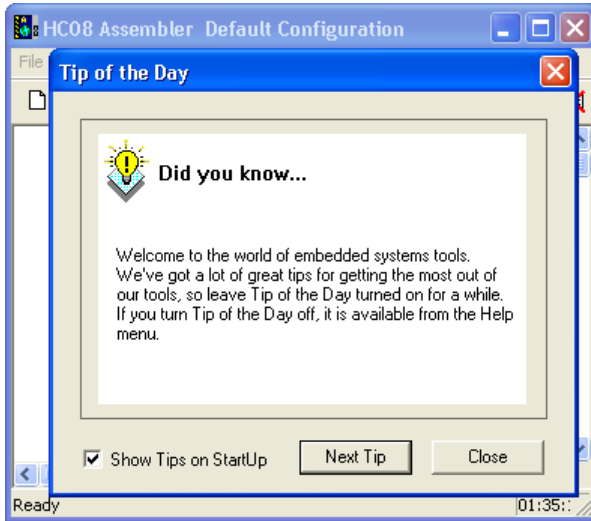 HC08 Assembler Default Configuration
File
Tip of the Day
Did you know...
Welcome to the world of embedded systems tools.
We've got a lot of great tips for getting the most out of
our tools, so leave Tip of the Day turned on for a while.
If you turn Tip of the Day off, it is available from the Help
menu.
Show Tips on StartUp
Next Tip
Close
Ready
01:35: